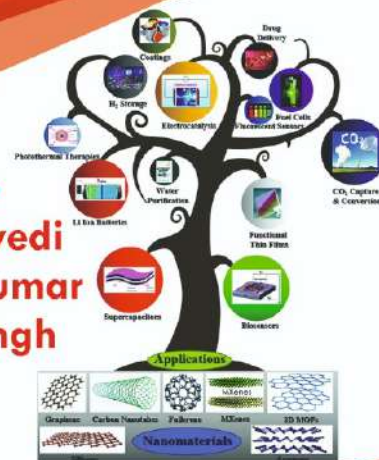 Coatings
Drug
Delivery
H₂ Storage
Electrocatalysis
Fluorescent Sensors
Fuel Cells
Photothermal Therapies
CO₂
Water
Purification
CO₂ Capture
& Conversion
Li Ion Batteries
vedi
Functional
Thin Films
umar
ngh
Supercapacitors
Biosensors
Applications
MXenes
Graphene
Carbon Nanotubes
Fullerene
MXenes
2D MOFs
Nanomaterials